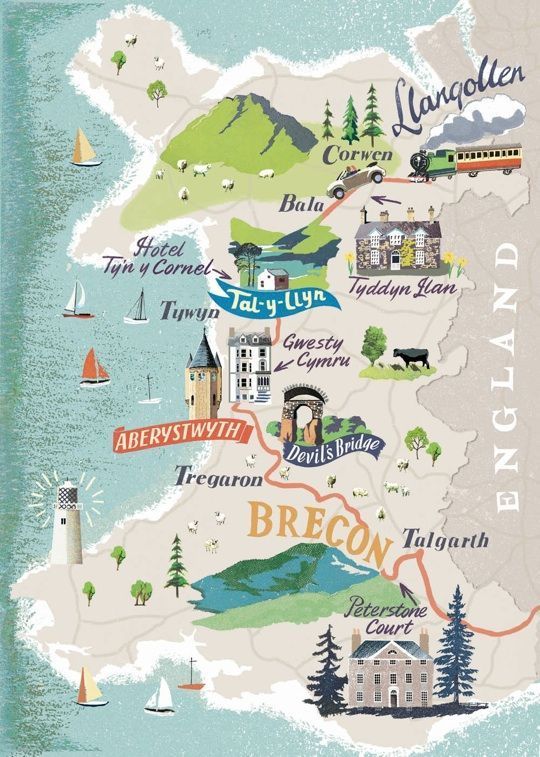 Llangollen
Corwen
Bala
Hotel
Ty'n y Cornel
Tal-y-llyn
Tyddyn Llan
Tywyn
Gwesty
Cymru
ENGLAND
ABERYSTWYTH
Devil's Bridge
Tregaron
BRECON
Talgarth
Peterstone
Court